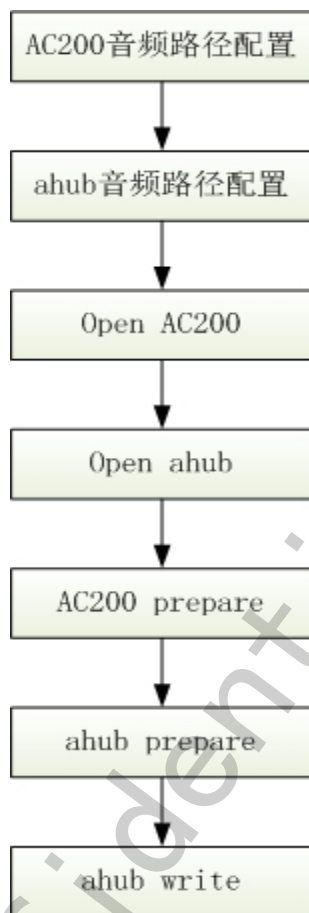 AC200音频路径配置
ahub音频路径配置
Open AC200
Open ahub
AC200 prepare
ahub prepare
ahub write